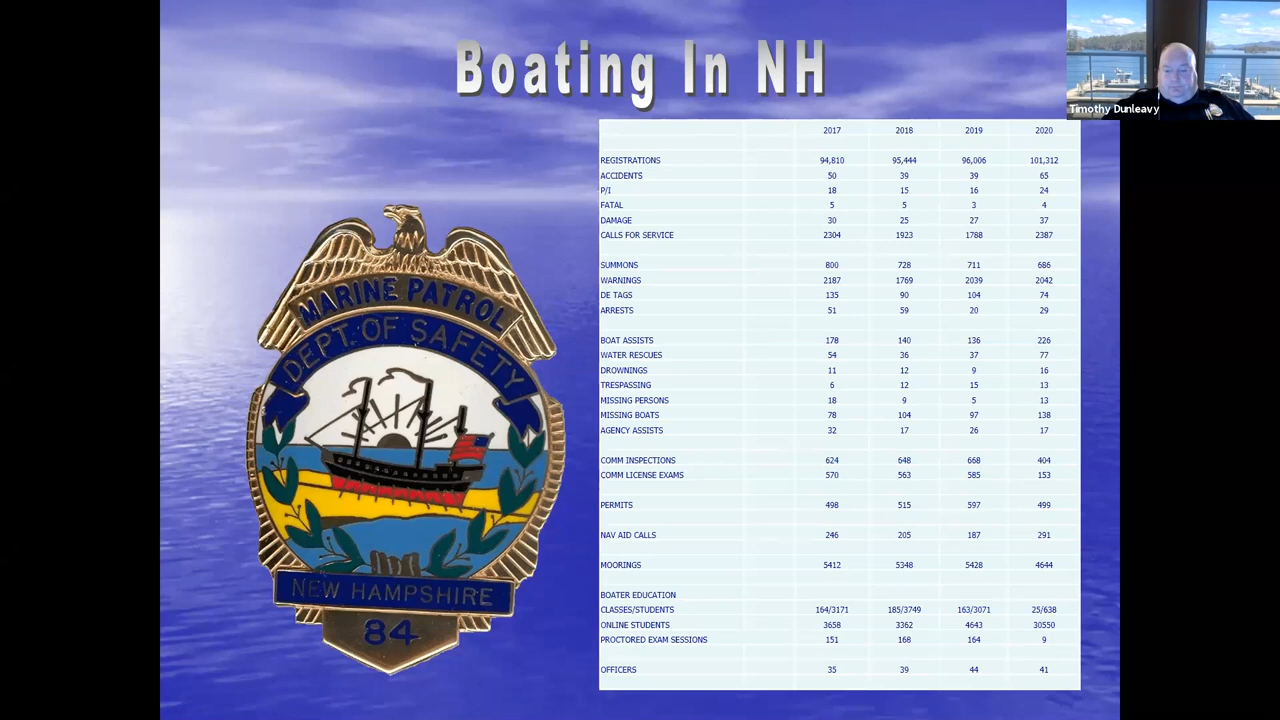 Boating In NH
Timothy Dunleavy
MARINE PATROL
DEPT. OF SAFETY
NEW HAMPSHIRE
84
2017 2018 2019 2020
REGISTRATIONS 94,810 95,444 96,006 101,312
ACCIDENTS 50 39 39 65
P/I 18 15 16 24
FATAL 5 5 3 4
DAMAGE 30 25 27 37
CALLS FOR SERVICE 2304 1923 1788 2387
SUMMONS 800 728 711 686
WARNINGS 2187 1769 2039 2042
DE TAGS 135 90 104 74
ARRESTS 51 59 20 29
BOAT ASSISTS 178 140 136 226
WATER RESCUES 54 36 37 77
DROWNINGS 11 12 9 16
TRESPASSING 6 12 15 13
MISSING PERSONS 18 9 5 13
MISSING BOATS 78 104 97 138
AGENCY ASSISTS 32 17 26 17
COMM INSPECTIONS 624 648 668 404
COMM LICENSE EXAMS 570 563 585 153
PERMITS 498 515 597 499
NAV AID CALLS 246 205 187 291
MOORINGS 5412 5348 5428 4644
BOATER EDUCATION
CLASSES/STUDENTS 164/3171 185/3749 163/3071 25/638
ONLINE STUDENTS 3658 3362 4643 30550
PROCTORED EXAM SESSIONS 151 168 164 9
OFFICERS 35 39 44 41